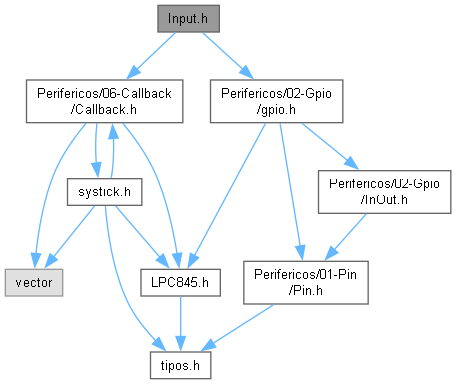 Input.h
Perifericos/06-Callback
/Callback.h
Perifericos/02-Gpio
/gpio.h
systick.h
Perifericos/02-Gpio
/InOut.h
vector
LPC845.h
Perifericos/01-Pin
/Pin.h
tipos.h